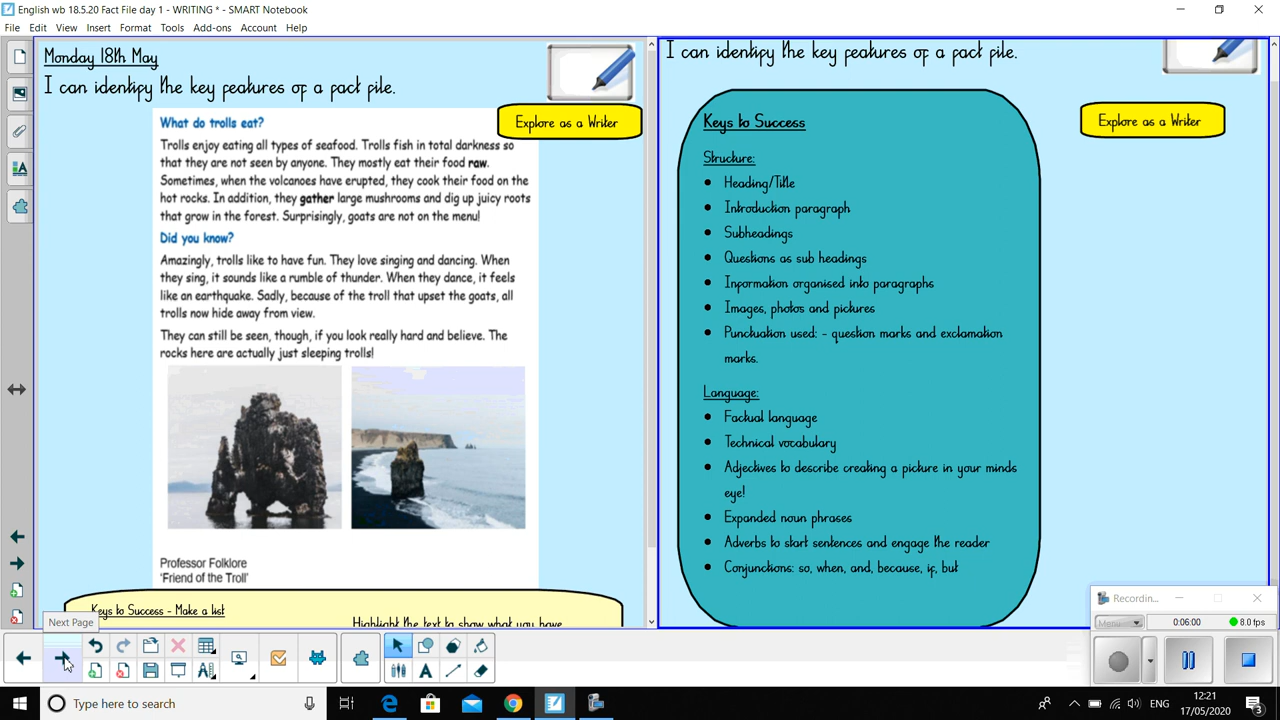 English wb 18.5.20 Fact File day 1 - WRITING * - SMART Notebook
File Edit View Insert Format Tools Add-ons Account Help
Monday 18th May
I can identify the key features of a fact file.
Explore as a Writer
What do trolls eat?
Trolls enjoy eating all types of seafood. Trolls fish in total darkness so
that they are not seen by anyone. They mostly eat their food raw.
Sometimes, when the volcanoes have erupted, they cook their food on the
hot rocks. In addition, they gather large mushrooms and dig up juicy roots
that grow in the forest. Surprisingly, goats are not on the menu!
Did you know?
Amazingly, trolls like to have fun. They love singing and dancing. When
they sing, it sounds like a rumble of thunder. When they dance, it feels
like an earthquake. Sadly, because of the troll that upset the goats, all
trolls now hide away from view.
They can still be seen, though, if you look really hard and believe. The
rocks here are actually just sleeping trolls!
Professor Folklore
'Friend of the Troll'
Keys to Success - Make a list
Highlight the text to show what you have
I can identify the key features of a fact file.
Explore as a Writer
Keys to Success
Structure:
• Heading/Title
• Introduction paragraph
• Subheadings
• Questions as sub headings
• Information organised into paragraphs
• Images, photos and pictures
• Punctuation used: - question marks and exclamation
marks.
Language:
• Factual language
• Technical vocabulary
• Adjectives to describe creating a picture in your minds
eye!
• Expanded noun phrases
• Adverbs to start sentences and engage the reader
• Conjunctions: so, when, and, because, if, but
Next Page
Recordin...
Menu
0:06:00
8.0 fps
Type here to search
ENG
12:21
17/05/2020
3